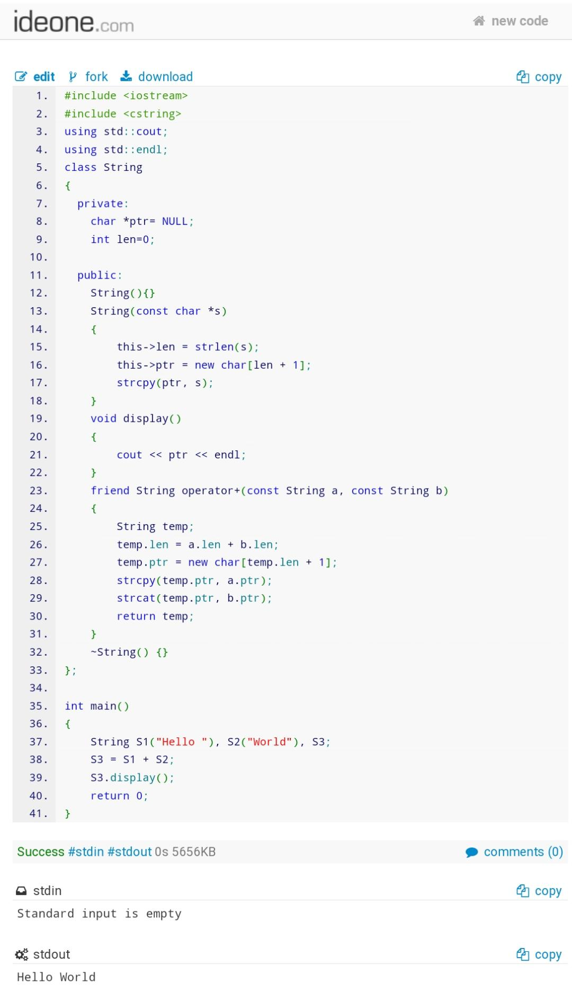 ideone.com new code
edit fork download copy
1. #include <iostream>
2. #include <cstring>
3. using std::cout;
4. using std::endl;
5. class String
6. {
7.   private:
8.     char *ptr= NULL;
9.     int len=0;
10.
11.   public:
12.     String(){}
13.     String(const char *s)
14.     {
15.         this->len = strlen(s);
16.         this->ptr = new char[len + 1];
17.         strcpy(ptr, s);
18.     }
19.     void display()
20.     {
21.         cout << ptr << endl;
22.     }
23.     friend String operator+(const String a, const String b)
24.     {
25.         String temp;
26.         temp.len = a.len + b.len;
27.         temp.ptr = new char[temp.len + 1];
28.         strcpy(temp.ptr, a.ptr);
29.         strcat(temp.ptr, b.ptr);
30.         return temp;
31.     }
32.     ~String() {}
33. };
34.
35. int main()
36. {
37.     String S1("Hello "), S2("World"), S3;
38.     S3 = S1 + S2;
39.     S3.display();
40.     return 0;
41. }
Success #stdin #stdout 0s 5656KB comments (0)
stdin copy
Standard input is empty
stdout copy
Hello World